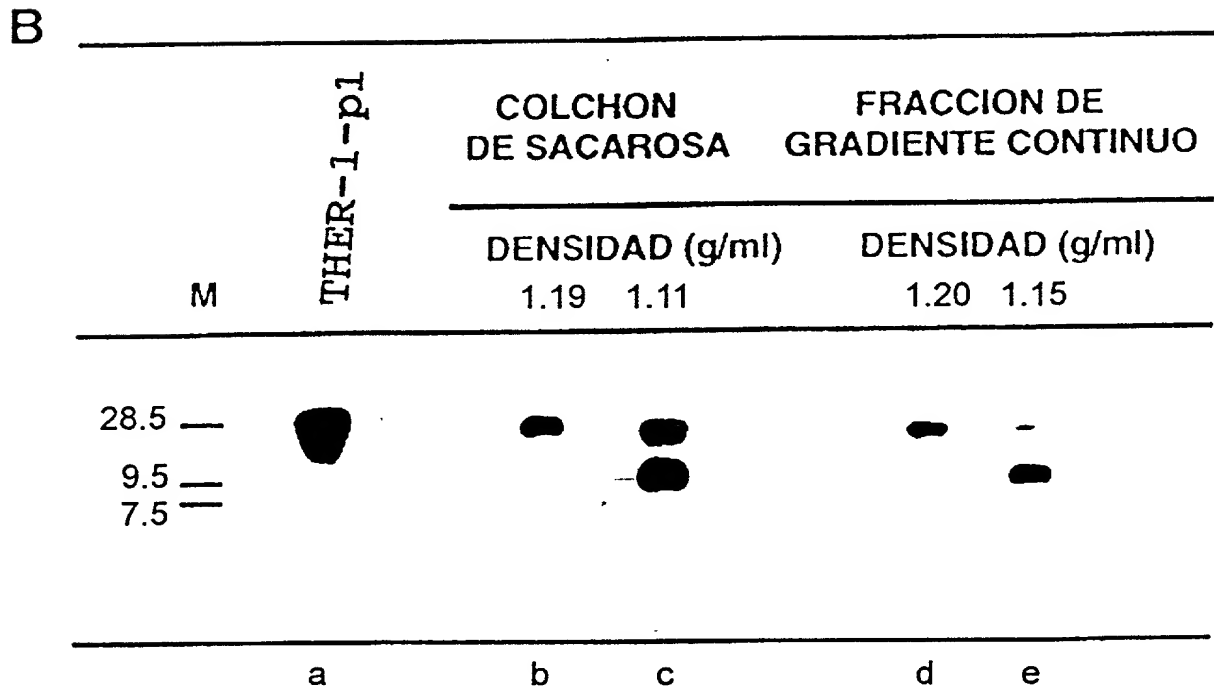 B
THER-1-p1
COLCHON
DE SACAROSA
FRACCION DE
GRADIENTE CONTINUO
DENSIDAD (g/ml)
DENSIDAD (g/ml)
M
1.19
1.11
1.20
1.15
28.5
9.5
7.5
a
b
c
d
e